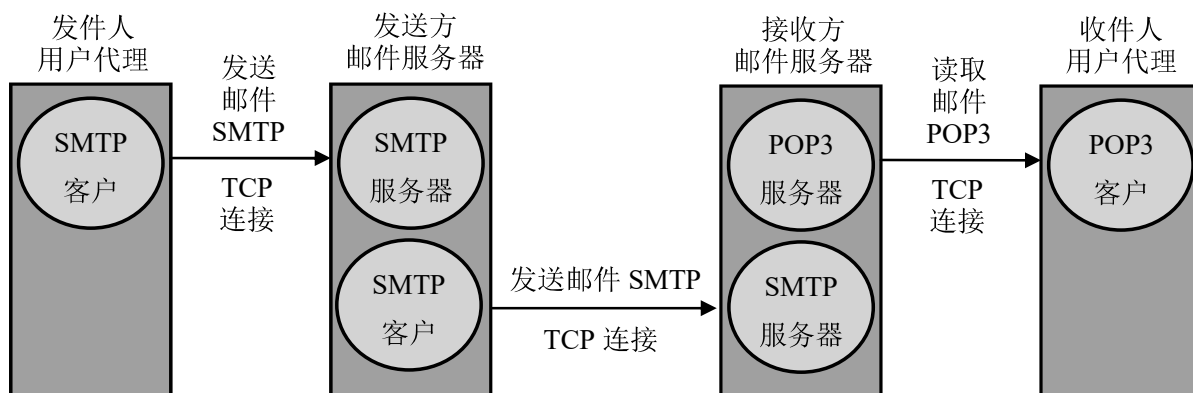 发件人
用户代理
发送
邮件
SMTP
TCP
连接
SMTP
客户
发送方
邮件服务器
SMTP
服务器
SMTP
客户
发送邮件 SMTP
TCP 连接
接收方
邮件服务器
POP3
服务器
SMTP
服务器
读取
邮件
POP3
TCP
连接
收件人
用户代理
POP3
客户